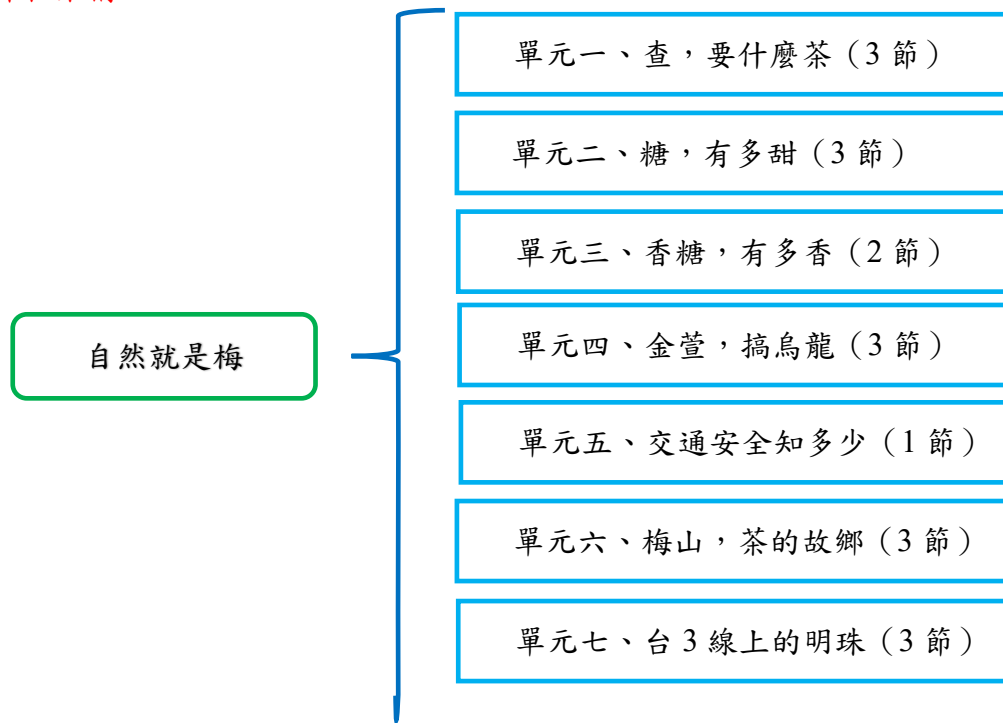 單元一、查，要什麼茶（3 節）
單元二、糖，有多甜（3 節）
單元三、香糖，有多香（2 節）
單元四、金萱，搞烏龍（3 節）
自然就是梅
單元五、交通安全知多少（1 節）
單元六、梅山，茶的故鄉（3 節）
單元七、台 3 線上的明珠（3 節）